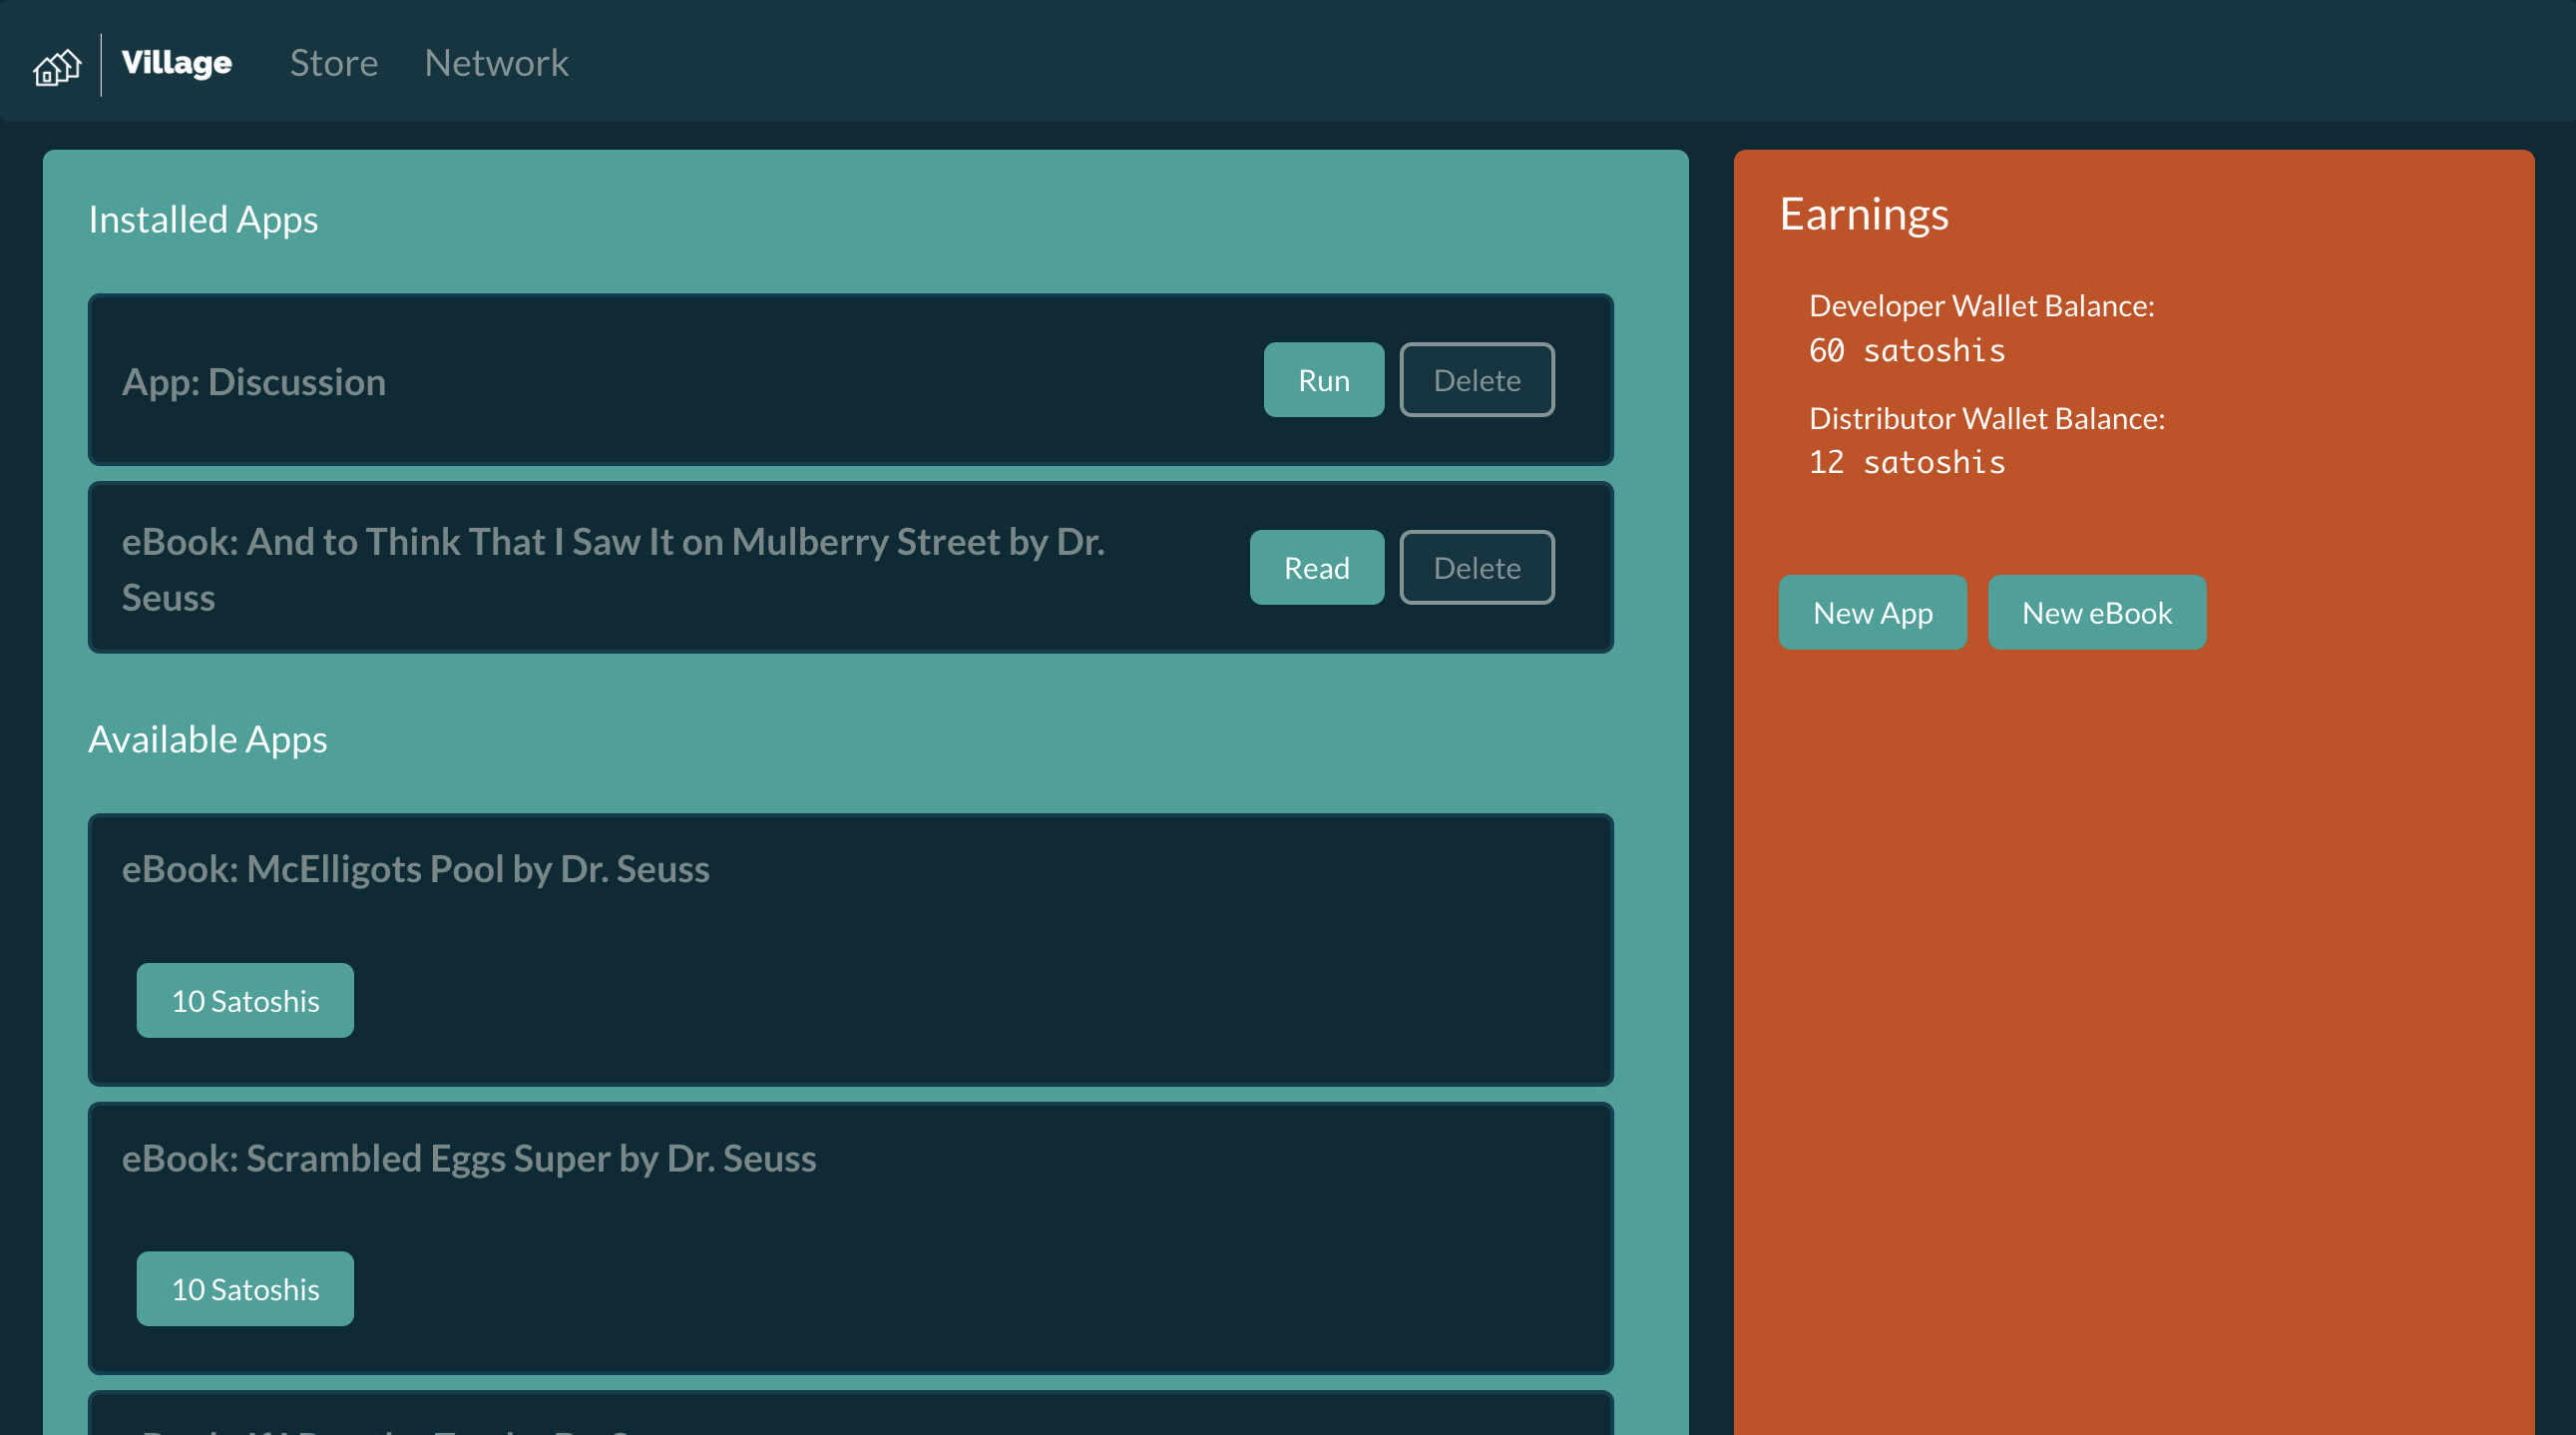 Village Store Network
Installed Apps
App: Discussion
Run Delete
eBook: And to Think That I Saw It on Mulberry Street by Dr.
Seuss
Read Delete
Available Apps
eBook: McElligots Pool by Dr. Seuss
10 Satoshis
eBook: Scrambled Eggs Super by Dr. Seuss
10 Satoshis
Earnings
Developer Wallet Balance:
60 satoshis
Distributor Wallet Balance:
12 satoshis
New App New eBook